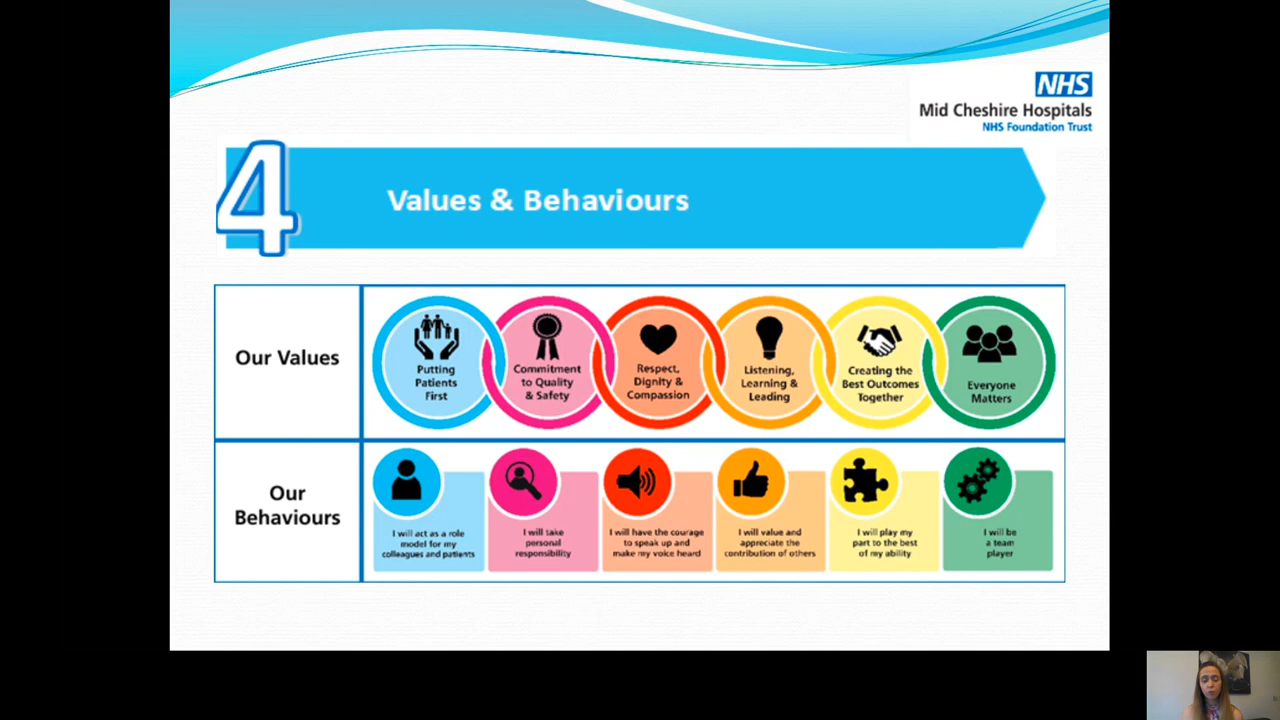 NHS
Mid Cheshire Hospitals
NHS Foundation Trust
4
Values & Behaviours
Our Values
Putting
Patients
First
Commitment
to Quality
& Safety
Respect,
Dignity &
Compassion
Listening,
Learning &
Leading
Creating the
Best Outcomes
Together
Everyone
Matters
Our
Behaviours
I will act as a role
model for my
colleagues and patients
I will take
personal
responsibility
I will have the courage
to speak up and
make my voice heard
I will value and
appreciate the
contribution of others
I will play my
part to the best
of my ability
I will be
a team
player